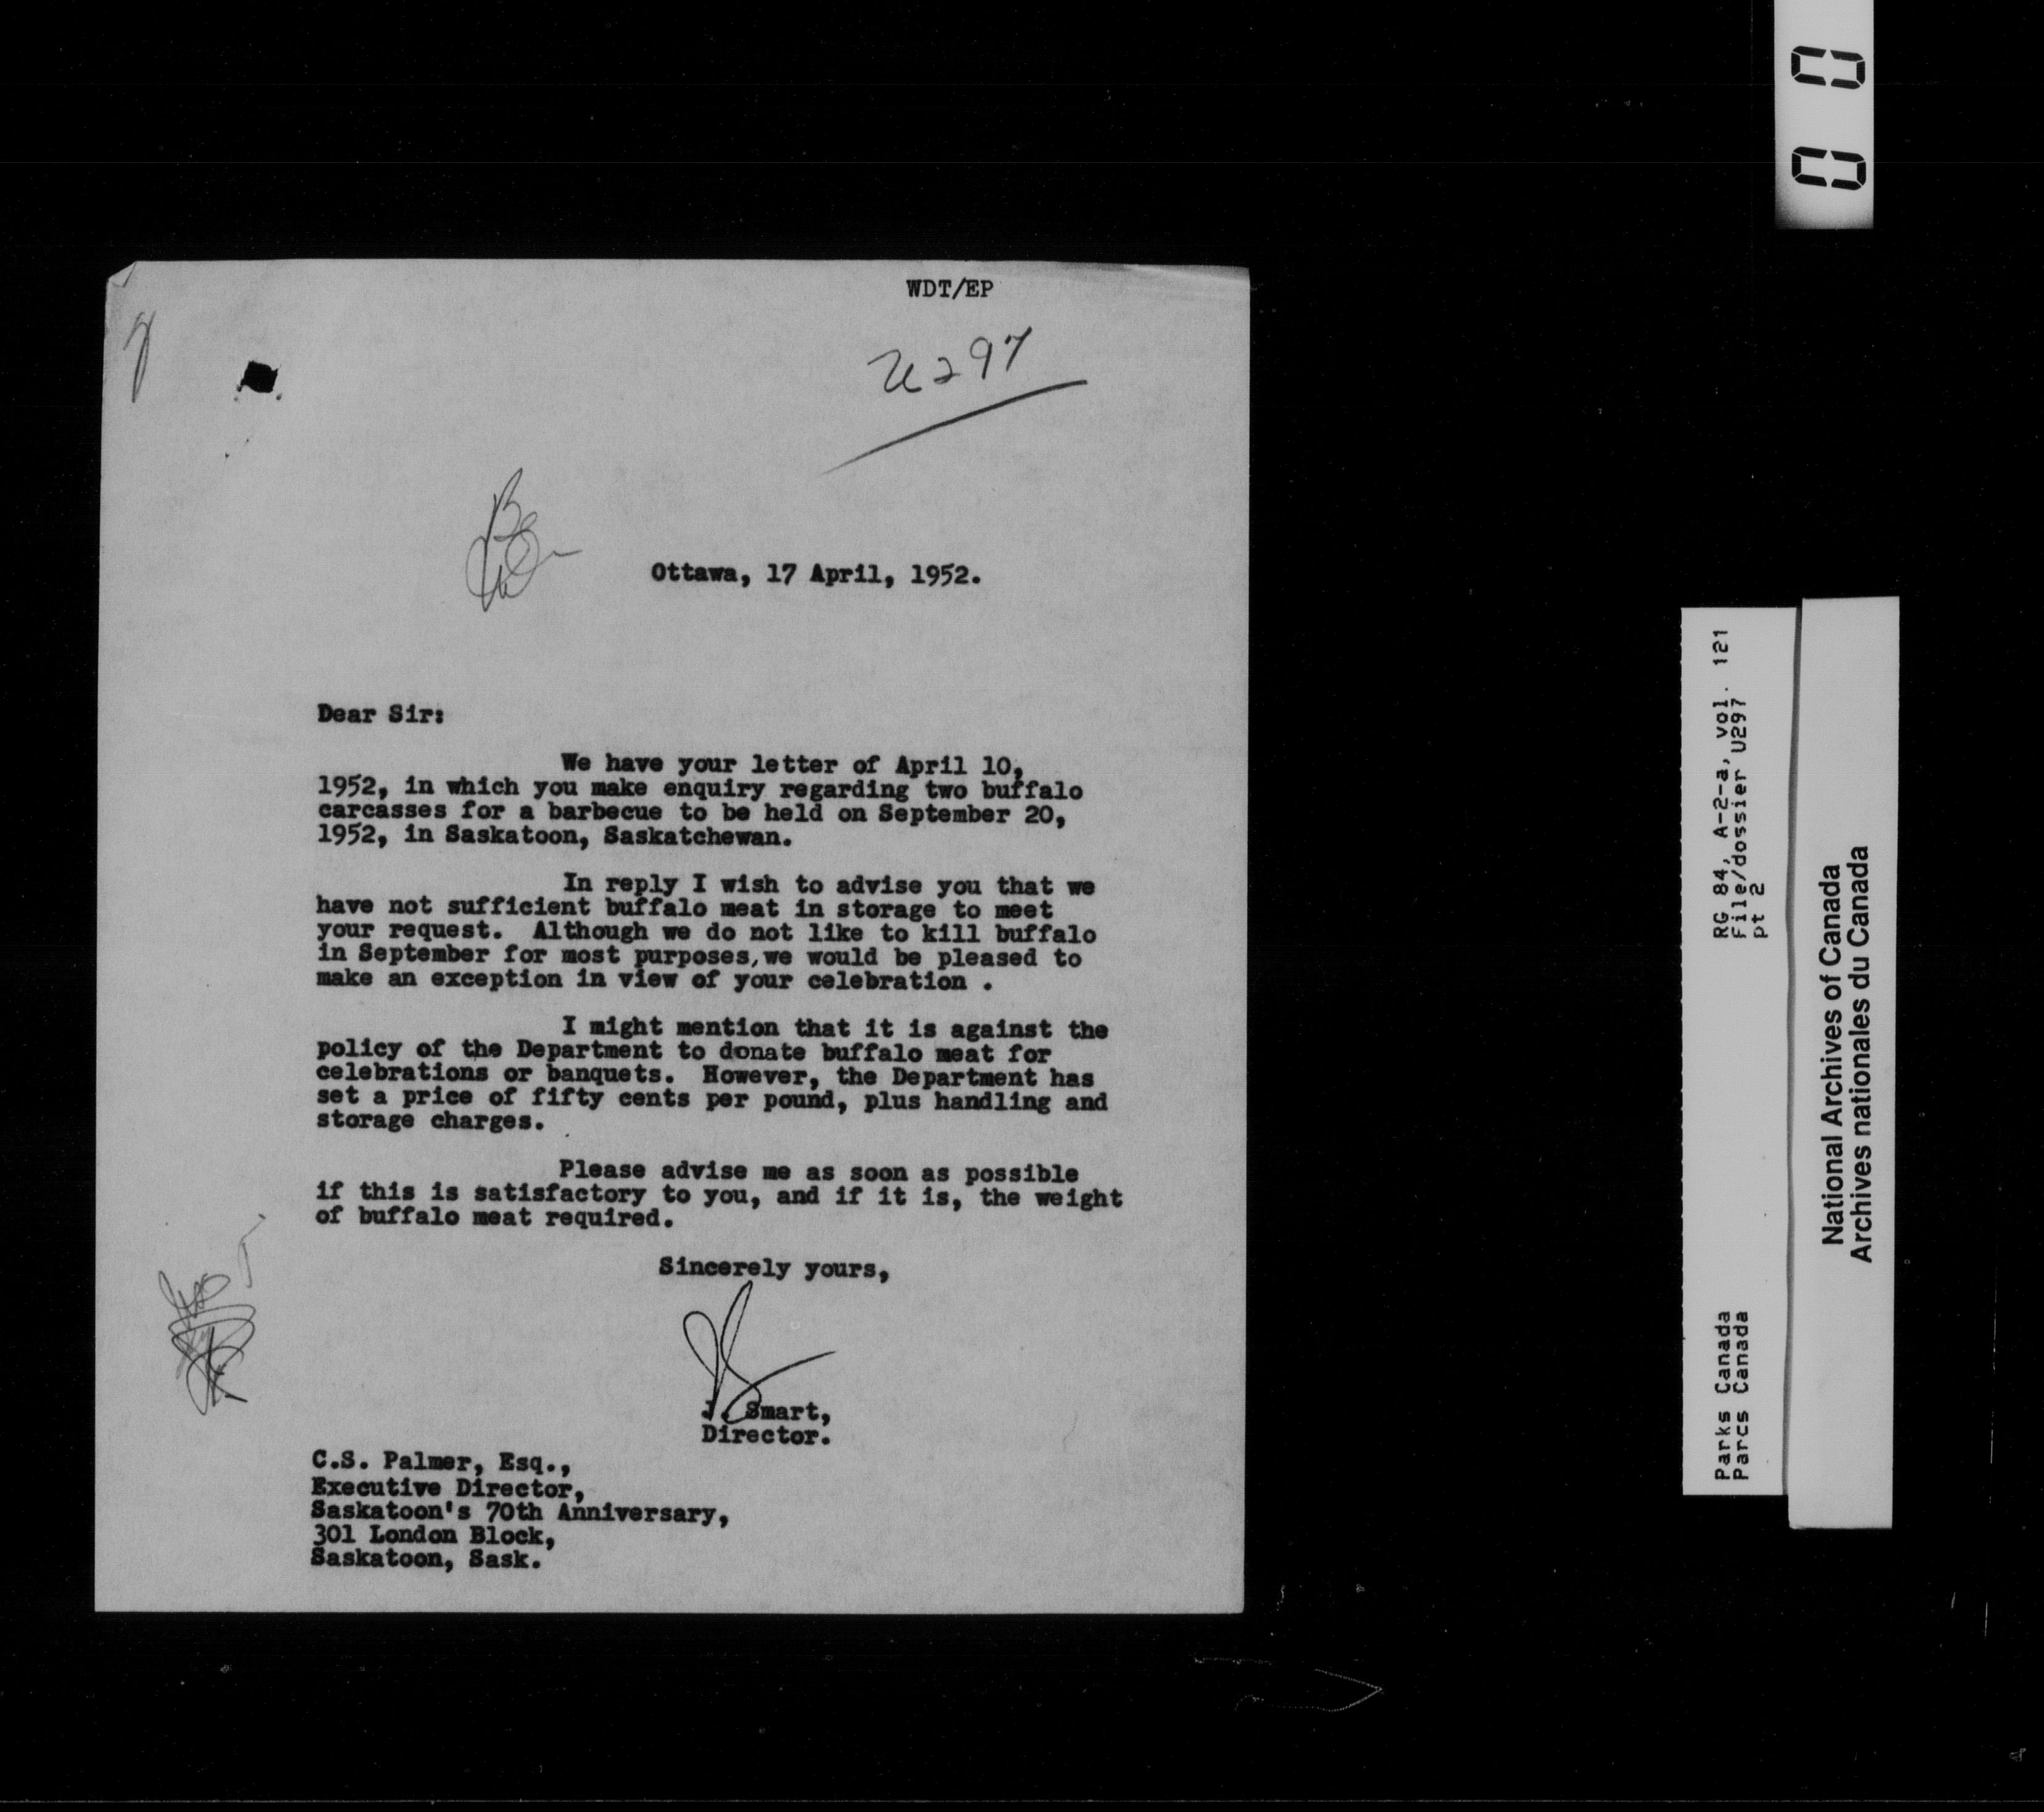 WDT/EP
U297
Ottawa, 17 April, 1952.
Dear Sir:
We have your letter of April 10,
1952, in which you make enquiry regarding two buffalo
carcasses for a barbecue to be held on September 20,
1952, in Saskatoon, Saskatchewan.
In reply I wish to advise you that we
have not sufficient buffalo meat in storage to meet
your request. Although we do not like to kill buffalo
in September for most purposes, we would be pleased to
make an exception in view of your celebration .
I might mention that it is against the
policy of the Department to donate buffalo meat for
celebrations or banquets. However, the Department has
set a price of fifty cents per pound, plus handling and
storage charges.
Please advise me as soon as possible
if this is satisfactory to you, and if it is, the weight
of buffalo meat required.
Sincerely yours,
J. Smart,
Director.
C.S. Palmer, Esq.,
Executive Director,
Saskatoon's 70th Anniversary,
301 London Block,
Saskatoon, Sask.
00
Parks Canada RG 84, A-2-a, vol. 121
Parcs Canada File/dossier U297
pt 2
National Archives of Canada
Archives nationales du Canada